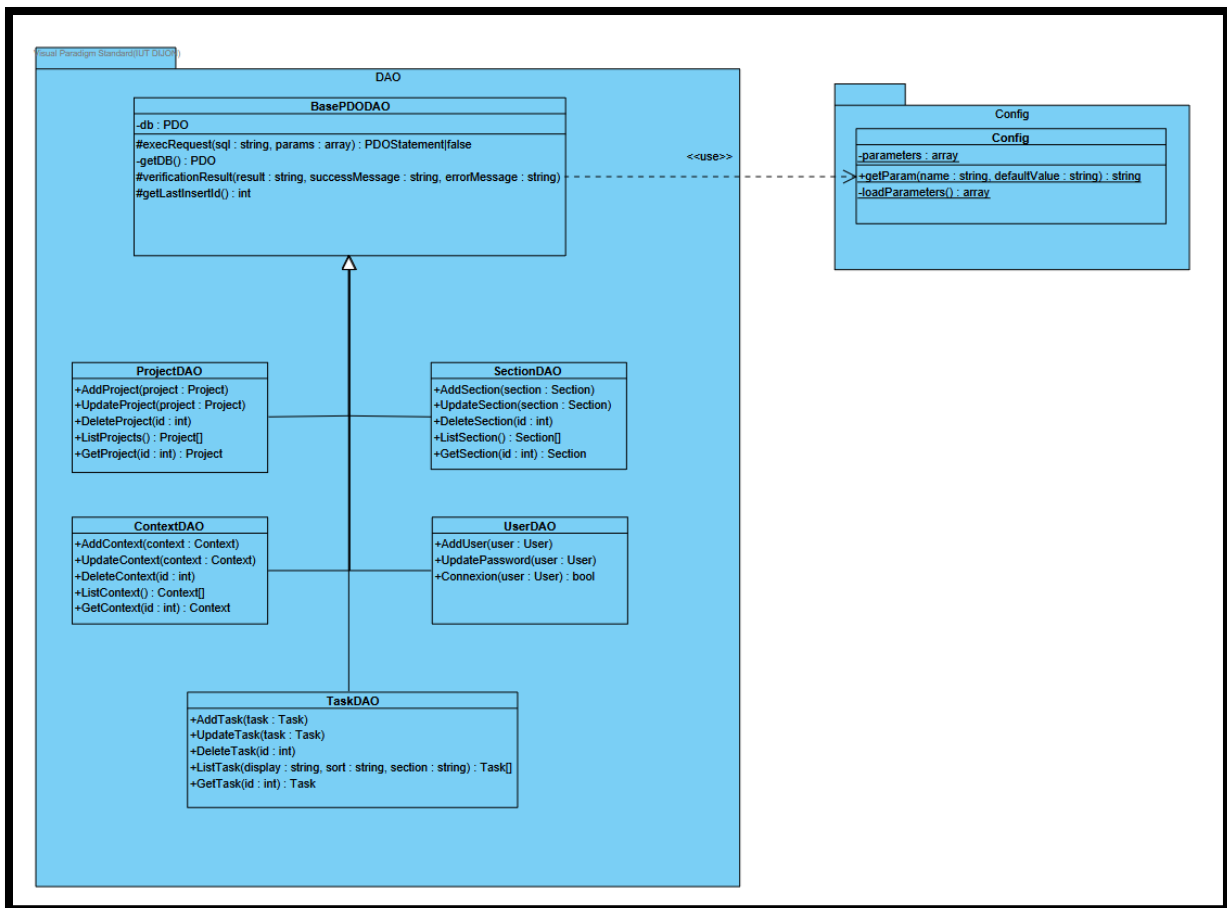 Visual Paradigm Standard(IUT DIJON)
DAO
BasePDODAO
-db : PDO
#execRequest(sql : string, params : array) : PDOStatement|false
-getDB() : PDO
#verificationResult(result : string, successMessage : string, errorMessage : string)
#getLastInsertId() : int
<<use>>
Config
Config
-parameters : array
+getParam(name : string, defaultValue : string) : string
-loadParameters() : array
ProjectDAO
+AddProject(project : Project)
+UpdateProject(project : Project)
+DeleteProject(id : int)
+ListProjects() : Project[]
+GetProject(id : int) : Project
SectionDAO
+AddSection(section : Section)
+UpdateSection(section : Section)
+DeleteSection(id : int)
+ListSection() : Section[]
+GetSection(id : int) : Section
ContextDAO
+AddContext(context : Context)
+UpdateContext(context : Context)
+DeleteContext(id : int)
+ListContext() : Context[]
+GetContext(id : int) : Context
UserDAO
+AddUser(user : User)
+UpdatePassword(user : User)
+Connexion(user : User) : bool
TaskDAO
+AddTask(task : Task)
+UpdateTask(task : Task)
+DeleteTask(id : int)
+ListTask(display : string, sort : string, section : string) : Task[]
+GetTask(id : int) : Task